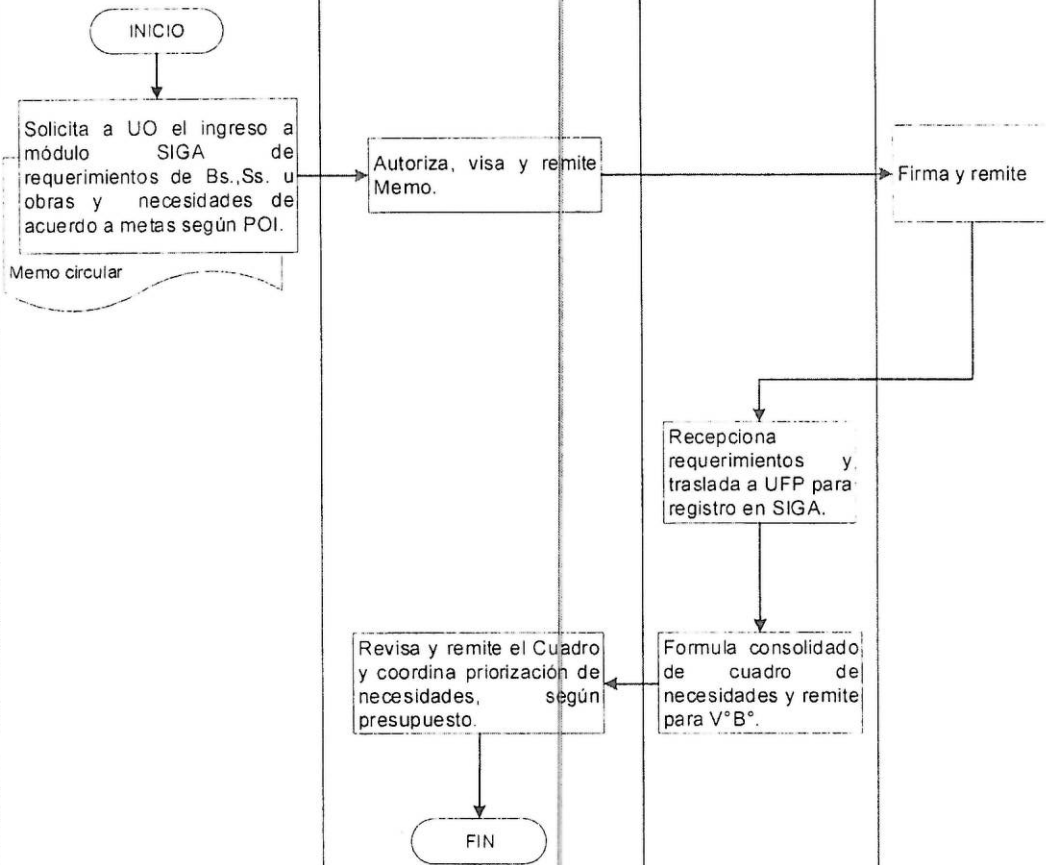 INICIO
Solicita a UO el ingreso a
módulo SIGA de
requerimientos de Bs.,Ss. u
obras y necesidades de
acuerdo a metas según POI.
Memo circular
Autoriza, visa y remite
Memo.
Firma y remite
Recepciona
requerimientos y
traslada a UFP para
registro en SIGA.
Formula consolidado
de cuadro de
necesidades y remite
para V°B°.
Revisa y remite el Cuadro
y coordina priorización de
necesidades, según
presupuesto.
FIN